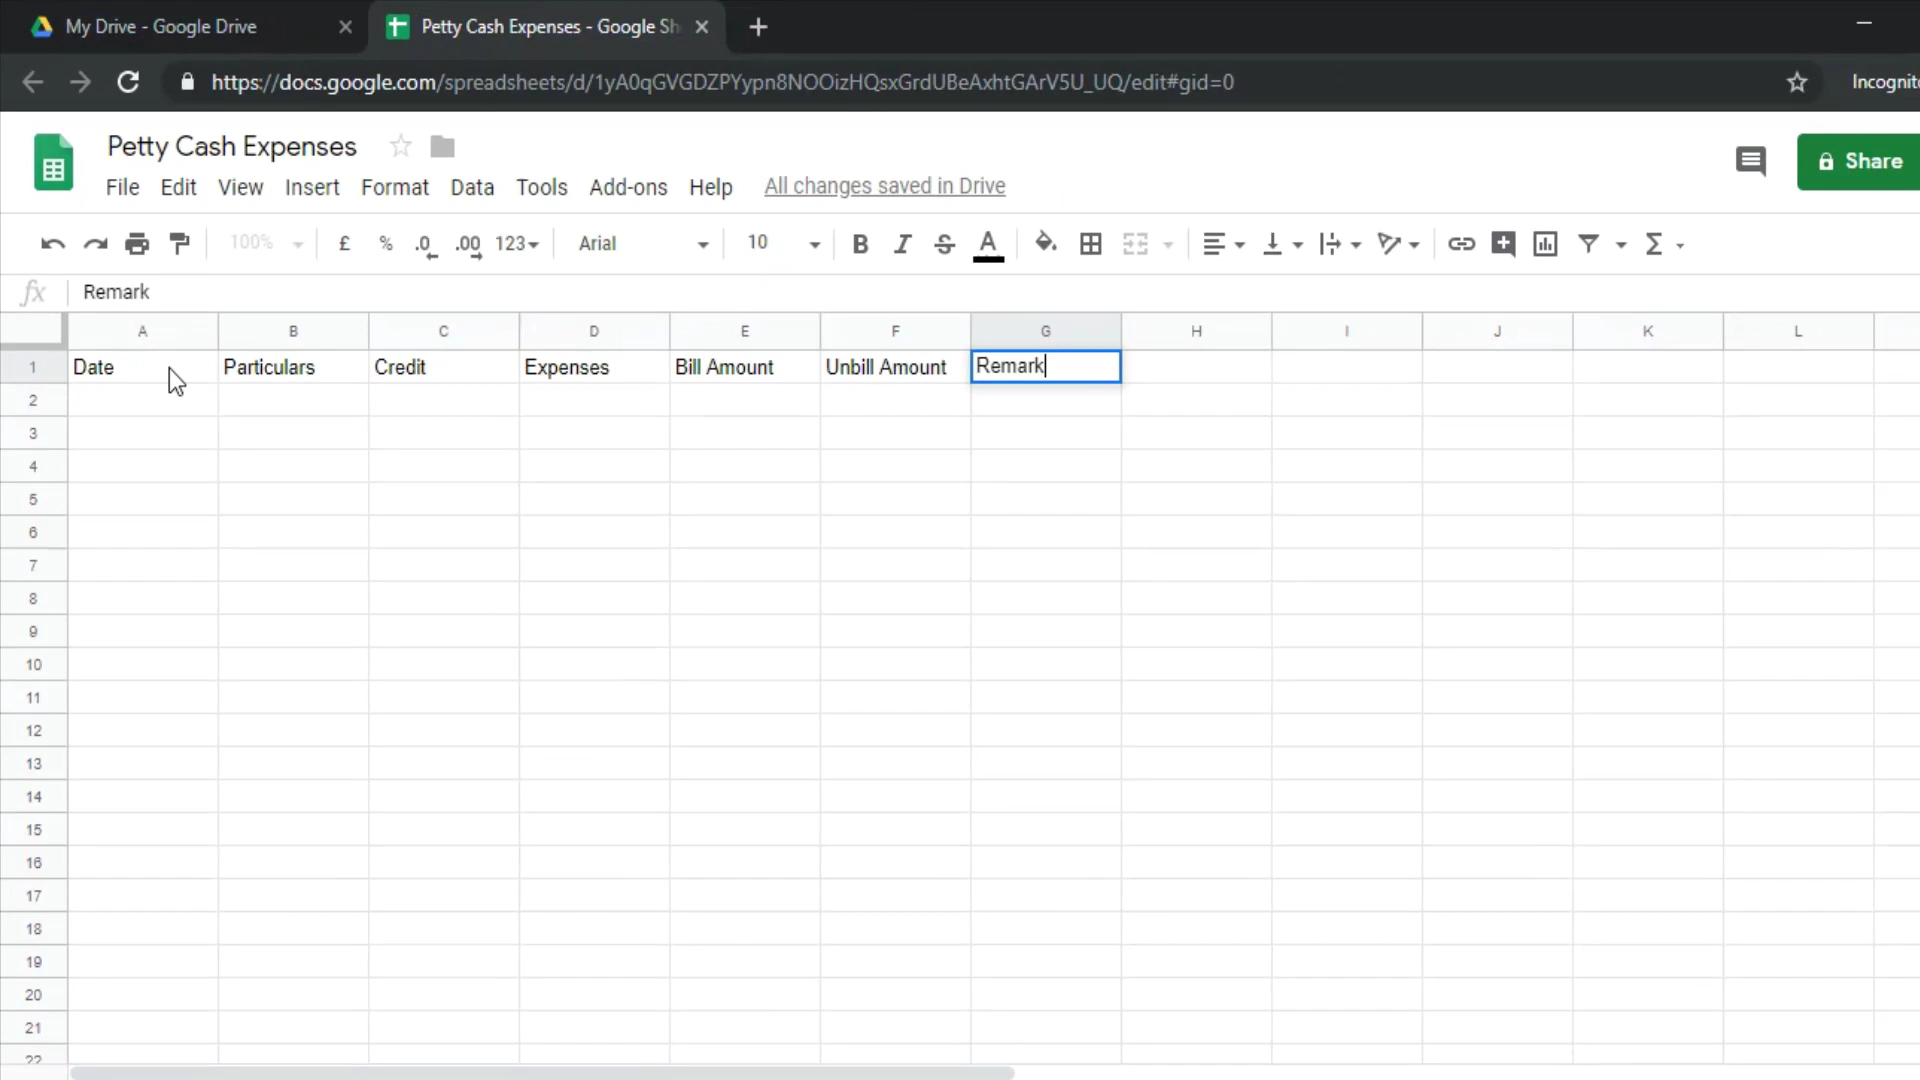 My Drive - Google Drive
Petty Cash Expenses - Google Sh
https://docs.google.com/spreadsheets/d/1yA0qGVGDZPYypn8NOOizHQsxGrdUBeAxhtGArV5U_UQ/edit#gid=0
Incognit
Petty Cash Expenses
Share
File Edit View Insert Format Data Tools Add-ons Help All changes saved in Drive
100% £ % .0 .00 123 Arial 10 B I S A Σ
fx Remark
A B C D E F G H I J K L
1 Date Particulars Credit Expenses Bill Amount Unbill Amount Remark
2
3
4
5
6
7
8
9
10
11
12
13
14
15
16
17
18
19
20
21
22